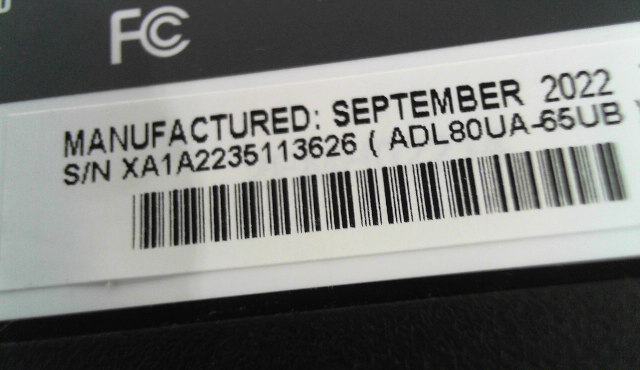 FC
MANUFACTURED: SEPTEMBER 2022
S/N XA1A2235113626 ( ADL80UA-65UB